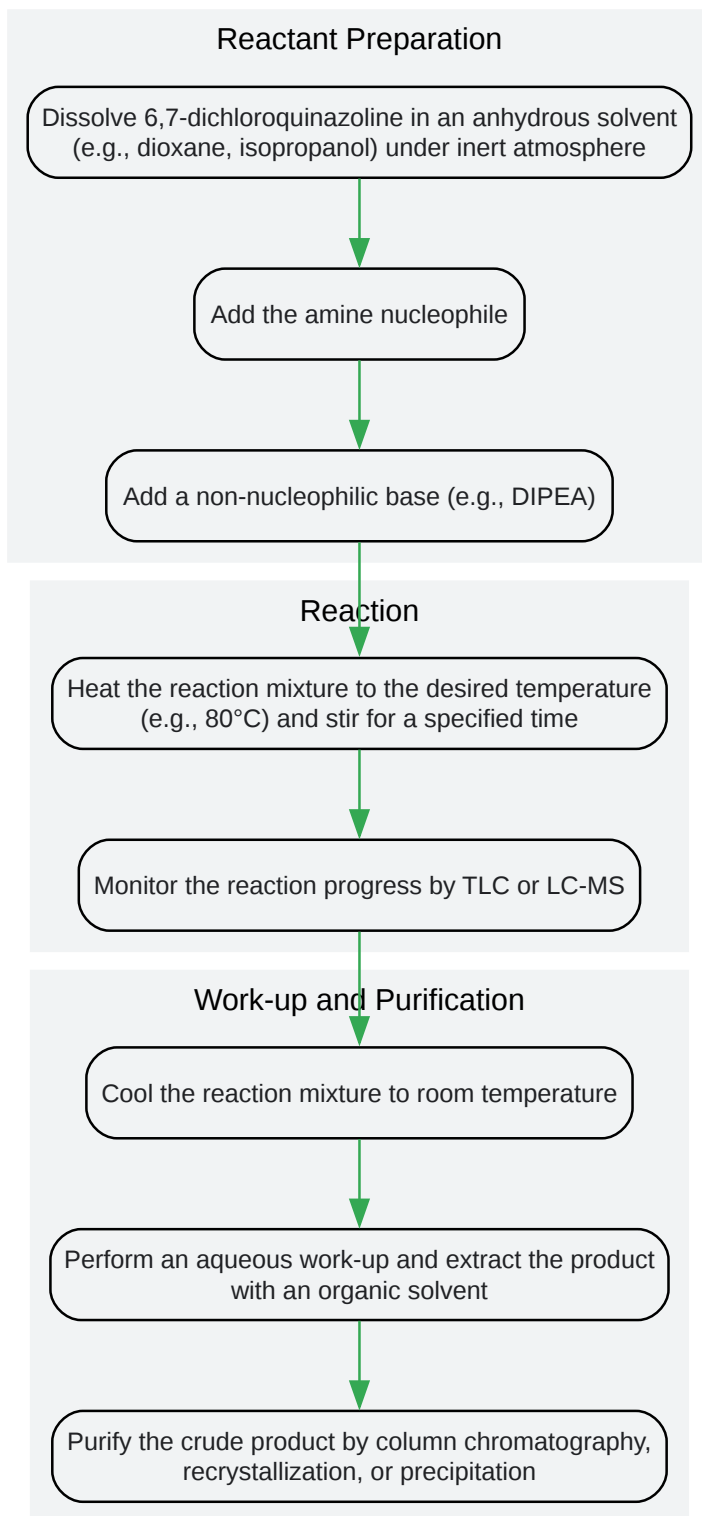 Reactant Preparation
Dissolve 6,7-dichloroquinazoline in an anhydrous solvent
(e.g., dioxane, isopropanol) under inert atmosphere
Add the amine nucleophile
Add a non-nucleophilic base (e.g., DIPEA)
Reaction
Heat the reaction mixture to the desired temperature
(e.g., 80°C) and stir for a specified time
Monitor the reaction progress by TLC or LC-MS
Work-up and Purification
Cool the reaction mixture to room temperature
Perform an aqueous work-up and extract the product
with an organic solvent
Purify the crude product by column chromatography,
recrystallization, or precipitation